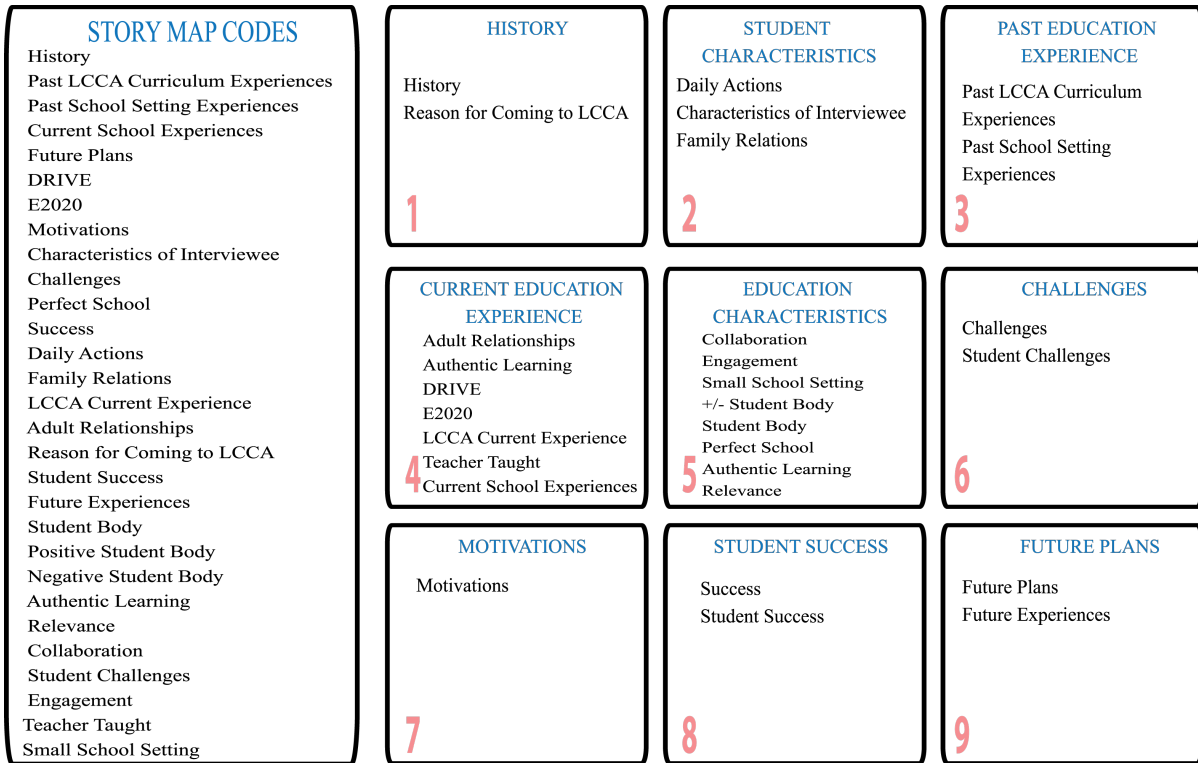 STORY MAP CODES
History
Past LCCA Curriculum Experiences
Past School Setting Experiences
Current School Experiences
Future Plans
DRIVE
E2020
Motivations
Characteristics of Interviewee
Challenges
Perfect School
Success
Daily Actions
Family Relations
LCCA Current Experience
Adult Relationships
Reason for Coming to LCCA
Student Success
Future Experiences
Student Body
Positive Student Body
Negative Student Body
Authentic Learning
Relevance
Collaboration
Student Challenges
Engagement
Teacher Taught
Small School Setting
HISTORY
History
Reason for Coming to LCCA
1
STUDENT
CHARACTERISTICS
Daily Actions
Characteristics of Interviewee
Family Relations
2
PAST EDUCATION
EXPERIENCE
Past LCCA Curriculum
Experiences
Past School Setting
Experiences
3
CURRENT EDUCATION
EXPERIENCE
Adult Relationships
Authentic Learning
DRIVE
E2020
LCCA Current Experience
Teacher Taught
Current School Experiences
4
EDUCATION
CHARACTERISTICS
Collaboration
Engagement
Small School Setting
+/- Student Body
Student Body
Perfect School
Authentic Learning
Relevance
5
CHALLENGES
Challenges
Student Challenges
6
MOTIVATIONS
Motivations
7
STUDENT SUCCESS
Success
Student Success
8
FUTURE PLANS
Future Plans
Future Experiences
9